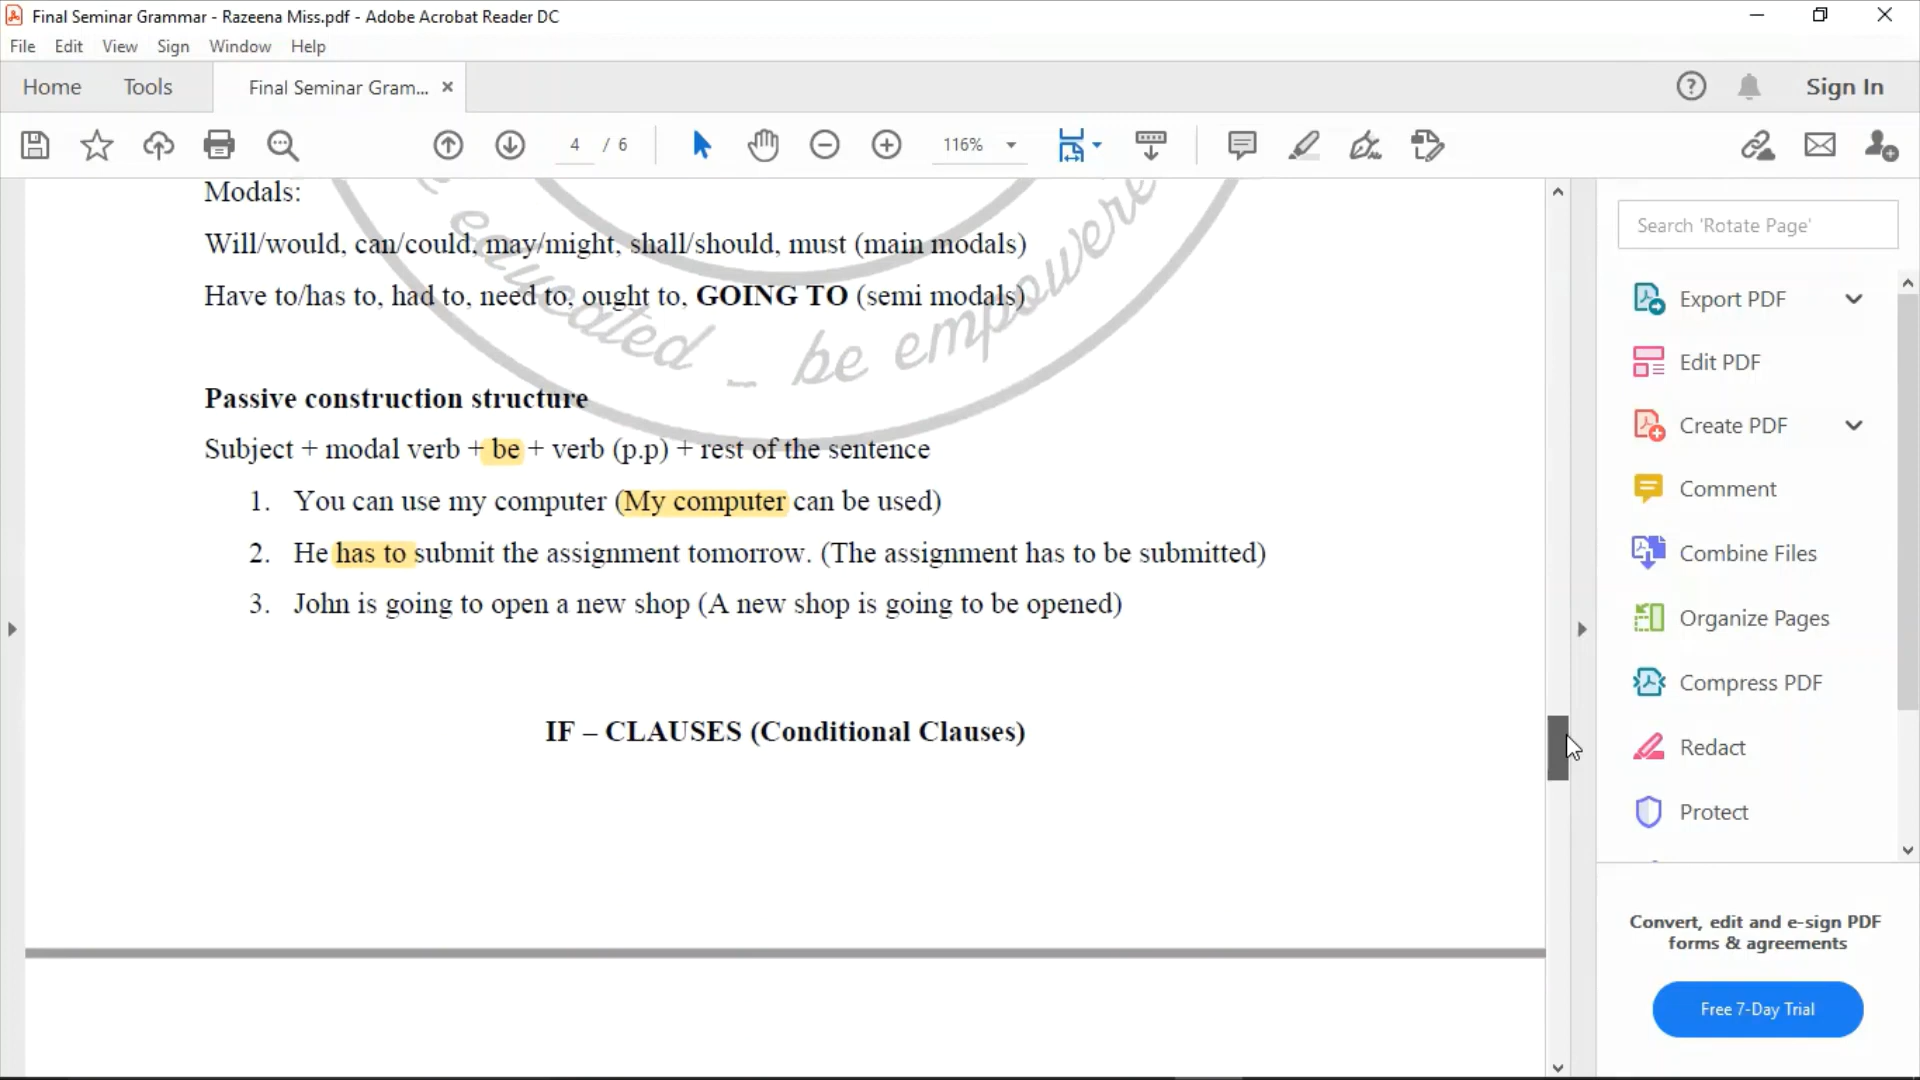 Final Seminar Grammar - Razeena Miss.pdf - Adobe Acrobat Reader DC
File Edit View Sign Window Help
Home Tools Final Seminar Gram... × Sign In
4 / 6 116%
Modals:
Will/would, can/could, may/might, shall/should, must (main modals)
Have to/has to, had to, need to, ought to, GOING TO (semi modals)
educated - be empowere
Passive construction structure
Subject + modal verb + be + verb (p.p) + rest of the sentence
1. You can use my computer (My computer can be used)
2. He has to submit the assignment tomorrow. (The assignment has to be submitted)
3. John is going to open a new shop (A new shop is going to be opened)
IF – CLAUSES (Conditional Clauses)
Search 'Rotate Page'
Export PDF
Edit PDF
Create PDF
Comment
Combine Files
Organize Pages
Compress PDF
Redact
Protect
Convert, edit and e-sign PDF
forms & agreements
Free 7-Day Trial